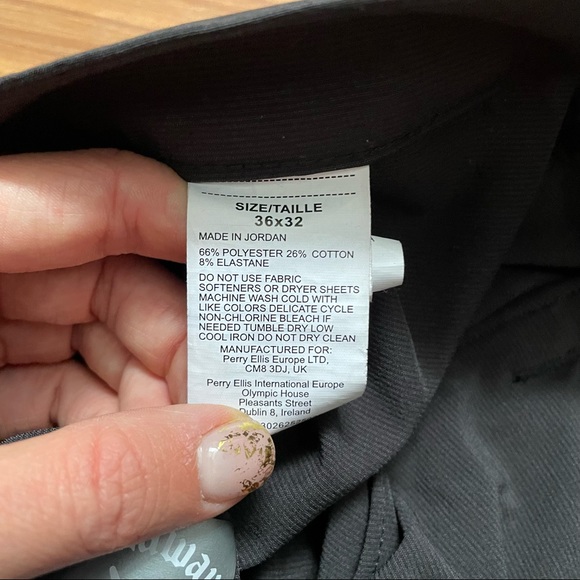 SIZE/TAILLE
36x32
MADE IN JORDAN
66% POLYESTER 26% COTTON
8% ELASTANE
DO NOT USE FABRIC
SOFTENERS OR DRYER SHEETS
MACHINE WASH COLD WITH
LIKE COLORS DELICATE CYCLE
NON-CHLORINE BLEACH IF
NEEDED TUMBLE DRY LOW
COOL IRON DO NOT DRY CLEAN
MANUFACTURED FOR:
Perry Ellis Europe LTD,
CM8 3DJ, UK
Perry Ellis International Europe
Olympic House
Pleasants Street
Dublin 8, Ireland